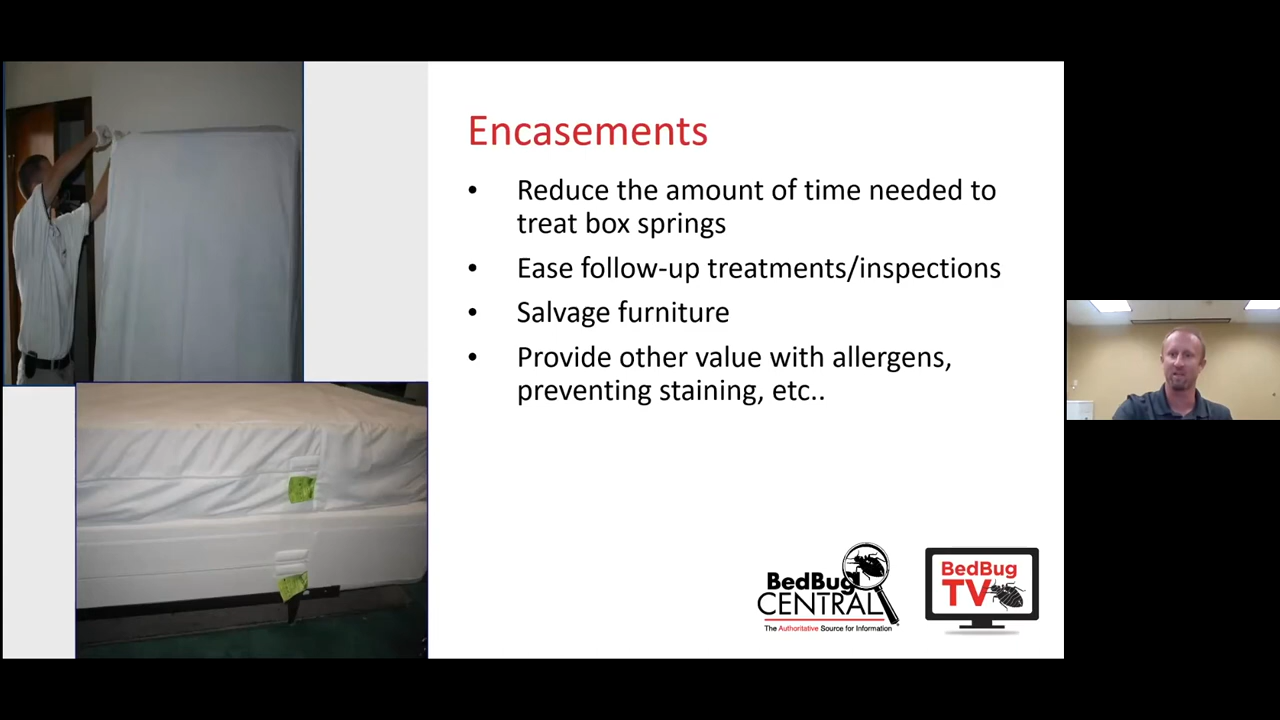 Encasements
• Reduce the amount of time needed to
treat box springs
• Ease follow-up treatments/inspections
• Salvage furniture
• Provide other value with allergens,
preventing staining, etc..
BedBug
CENTRAL
The Authoritative Source for Information
BedBug
TV